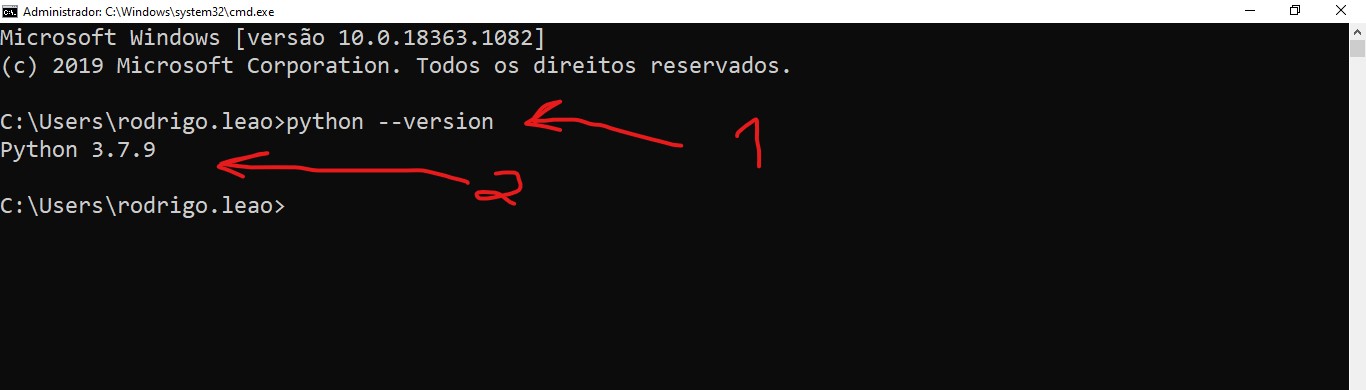 Administrador: C:\Windows\system32\cmd.exe
Microsoft Windows [versão 10.0.18363.1082]
(c) 2019 Microsoft Corporation. Todos os direitos reservados.
C:\Users\rodrigo.leao>python --version
1
Python 3.7.9
2
C:\Users\rodrigo.leao>